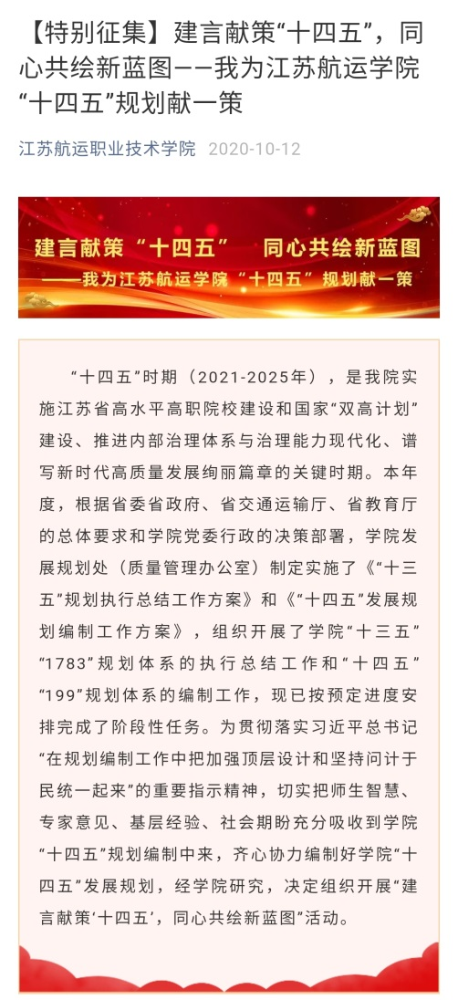 【特别征集】建言献策“十四五”，同
心共绘新蓝图——我为江苏航运学院
“十四五”规划献一策
江苏航运职业技术学院 2020-10-12
建言献策“十四五” 同心共绘新蓝图
——我为江苏航运学院“十四五”规划献一策
“十四五”时期（2021-2025年），是我院实
施江苏省高水平高职院校建设和国家“双高计划”
建设、推进内部治理体系与治理能力现代化、谱
写新时代高质量发展绚丽篇章的关键时期。本年
度，根据省委省政府、省交通运输厅、省教育厅
的总体要求和学院党委行政的决策部署，学院发
展规划处（质量管理办公室）制定实施了《“十三
五”规划执行总结工作方案》和《“十四五”发展规
划编制工作方案》，组织开展了学院“十三五”
“1783”规划体系的执行总结工作和“十四五”
“199”规划体系的编制工作，现已按预定进度安
排完成了阶段性任务。为贯彻落实习近平总书记
“在规划编制工作中把加强顶层设计和坚持问计于
民统一起来”的重要指示精神，切实把师生智慧、
专家意见、基层经验、社会期盼充分吸收到学院
“十四五”规划编制中来，齐心协力编制好学院“十
四五”发展规划，经学院研究，决定组织开展“建
言献策‘十四五’，同心共绘新蓝图”活动。